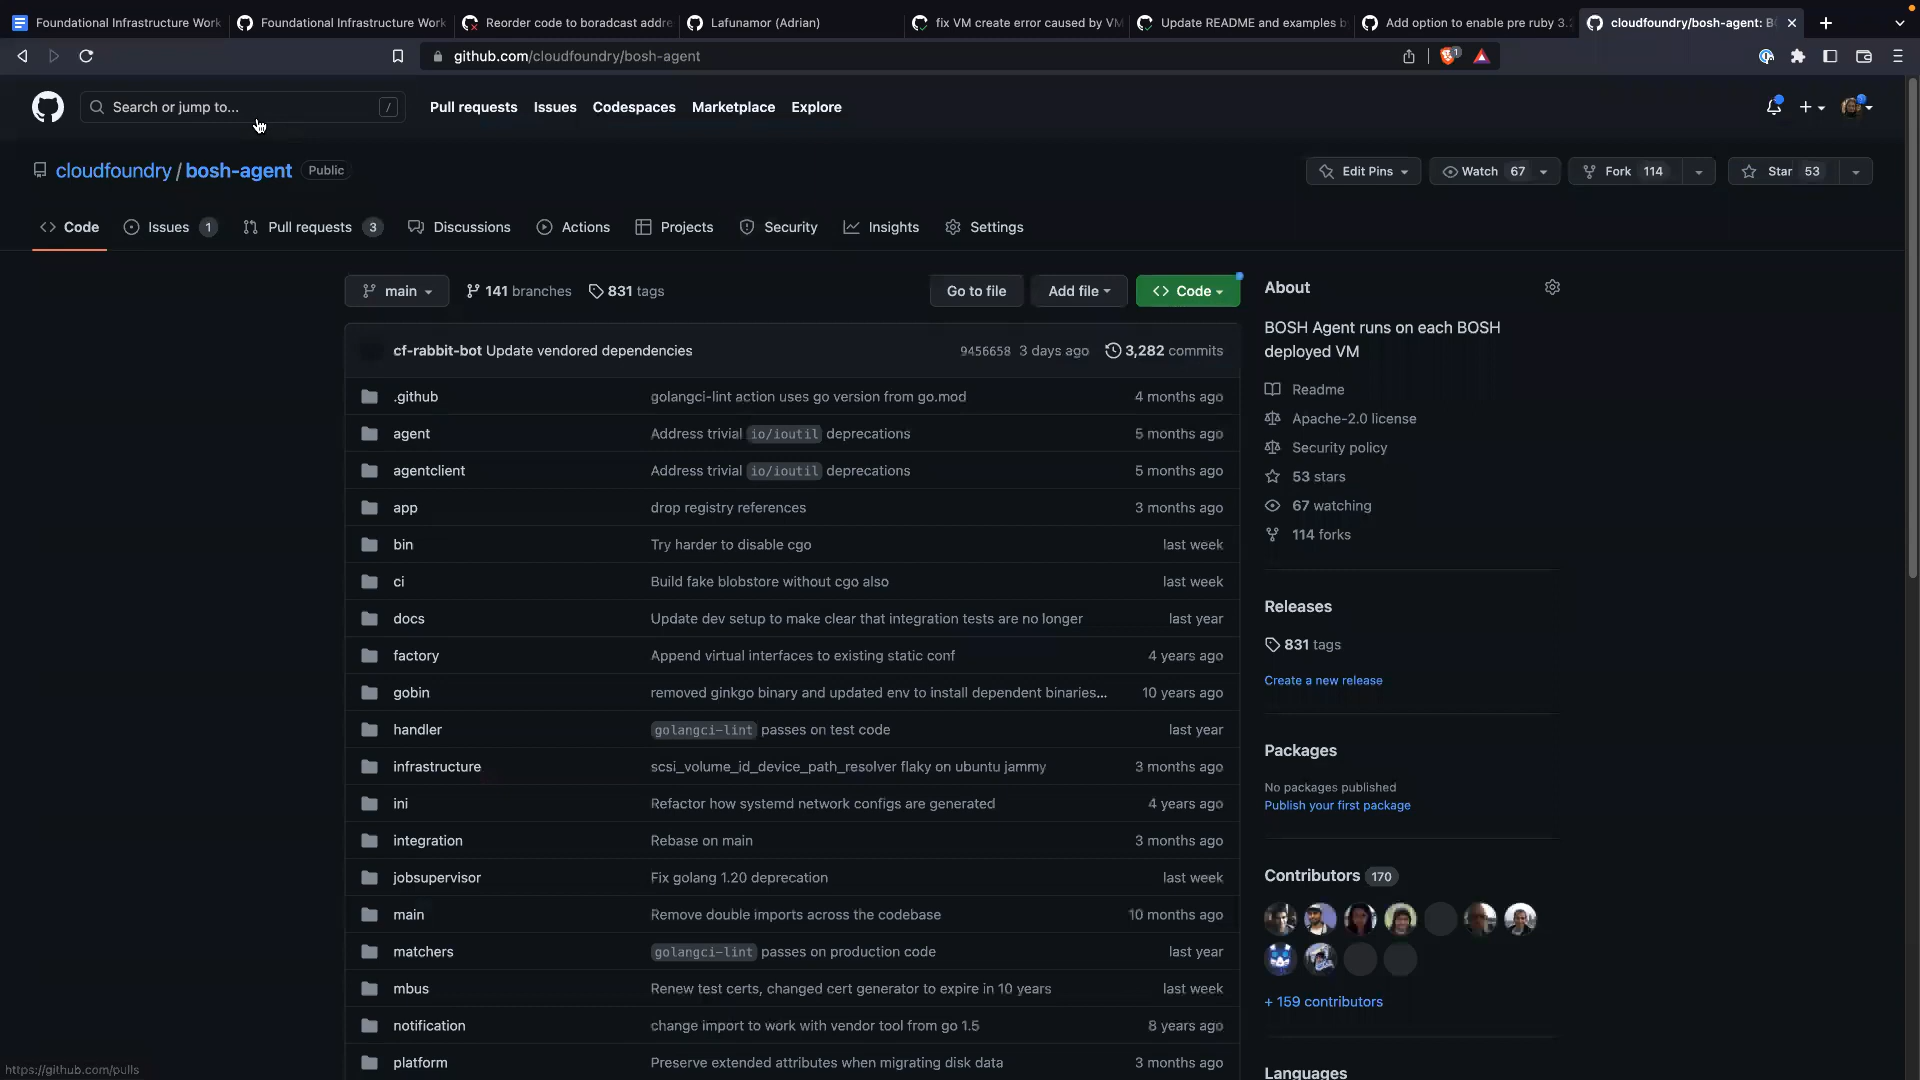 Foundational Infrastructure Work
Foundational Infrastructure Work
Reorder code to boradcast addre
Lafunamor (Adrian)
fix VM create error caused by VM
Update README and examples b
Add option to enable pre ruby 3.
cloudfoundry/bosh-agent: B
github.com/cloudfoundry/bosh-agent
1
Search or jump to...
/
Pull requests
Issues
Codespaces
Marketplace
Explore
cloudfoundry / bosh-agent
Public
Edit Pins
Watch 67
Fork 114
Star 53
Code
Issues 1
Pull requests 3
Discussions
Actions
Projects
Security
Insights
Settings
main
141 branches
831 tags
Go to file
Add file
Code
cf-rabbit-bot Update vendored dependencies
9456658 3 days ago
3,282 commits
.github golangci-lint action uses go version from go.mod 4 months ago
agent Address trivial io/ioutil deprecations 5 months ago
agentclient Address trivial io/ioutil deprecations 5 months ago
app drop registry references 3 months ago
bin Try harder to disable cgo last week
ci Build fake blobstore without cgo also last week
docs Update dev setup to make clear that integration tests are no longer last year
factory Append virtual interfaces to existing static conf 4 years ago
gobin removed ginkgo binary and updated env to install dependent binaries... 10 years ago
handler golangci-lint passes on test code last year
infrastructure scsi_volume_id_device_path_resolver flaky on ubuntu jammy 3 months ago
ini Refactor how systemd network configs are generated 4 years ago
integration Rebase on main 3 months ago
jobsupervisor Fix golang 1.20 deprecation last week
main Remove double imports across the codebase 10 months ago
matchers golangci-lint passes on production code last year
mbus Renew test certs, changed cert generator to expire in 10 years last week
notification change import to work with vendor tool from go 1.5 8 years ago
platform Preserve extended attributes when migrating disk data 3 months ago
About
BOSH Agent runs on each BOSH
deployed VM
Readme
Apache-2.0 license
Security policy
53 stars
67 watching
114 forks
Releases
831 tags
Create a new release
Packages
No packages published
Publish your first package
Contributors 170
+ 159 contributors
Languages
https://github.com/pulls